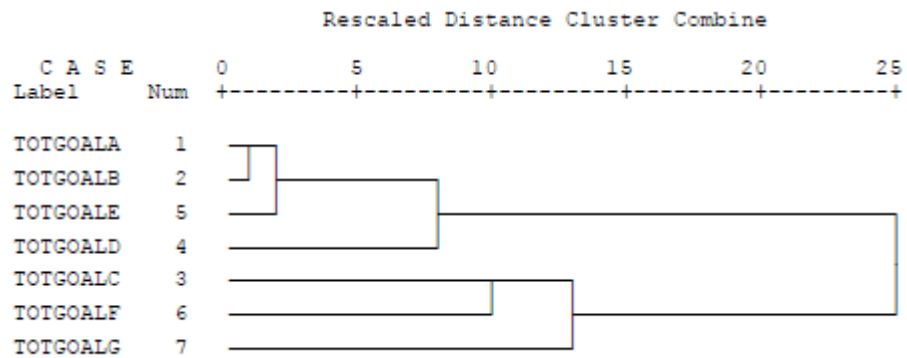 Rescaled Distance Cluster Combine
C A S E 0 5 10 15 20 25
Label Num +---------+---------+---------+---------+---------+
TOTGOALA 1
TOTGOALB 2
TOTGOALE 5
TOTGOALD 4
TOTGOALC 3
TOTGOALF 6
TOTGOALG 7